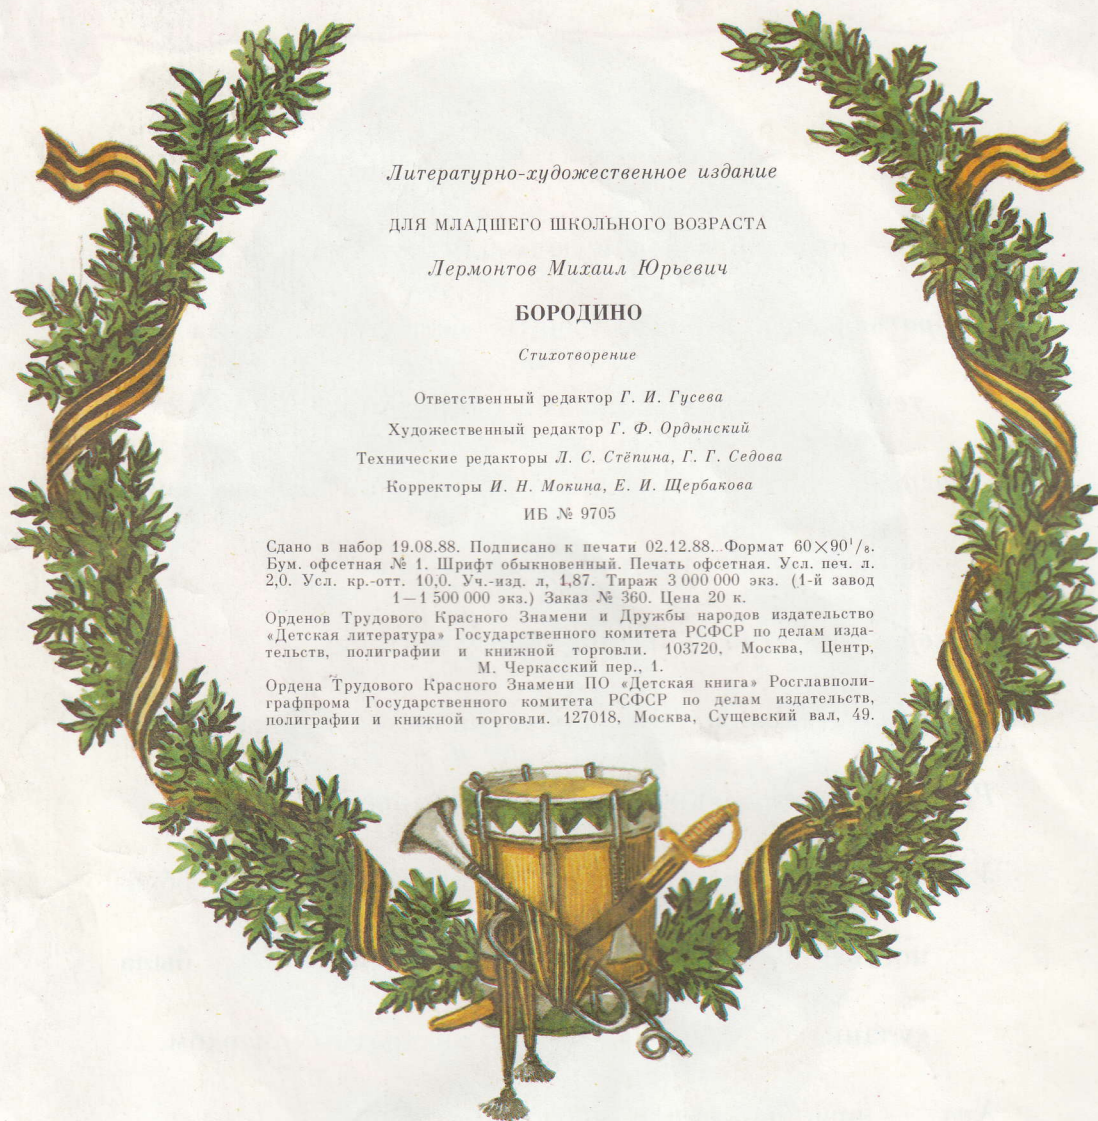 Литературно-художественное издание
ДЛЯ МЛАДШЕГО ШКОЛЬНОГО ВОЗРАСТА
Лермонтов Михаил Юрьевич
БОРОДИНО
Стихотворение
Ответственный редактор Г. И. Гусева
Художественный редактор Г. Ф. Ордынский
Технические редакторы Л. С. Стёпина, Г. Г. Седова
Корректоры И. Н. Мокина, Е. И. Щербакова
ИБ № 9705
Сдано в набор 19.08.88. Подписано к печати 02.12.88. Формат 60×90¹/₈.
Бум. офсетная № 1. Шрифт обыкновенный. Печать офсетная. Усл. печ. л.
2,0. Усл. кр.-отт. 10,0. Уч.-изд. л, 1,87. Тираж 3 000 000 экз. (1-й завод
1—1 500 000 экз.) Заказ № 360. Цена 20 к.
Орденов Трудового Красного Знамени и Дружбы народов издательство
«Детская литература» Государственного комитета РСФСР по делам изда-
тельств, полиграфии и книжной торговли. 103720, Москва, Центр,
М. Черкасский пер., 1.
Ордена Трудового Красного Знамени ПО «Детская книга» Росглавполи-
графпрома Государственного комитета РСФСР по делам издательств,
полиграфии и книжной торговли. 127018, Москва, Сущевский вал, 49.